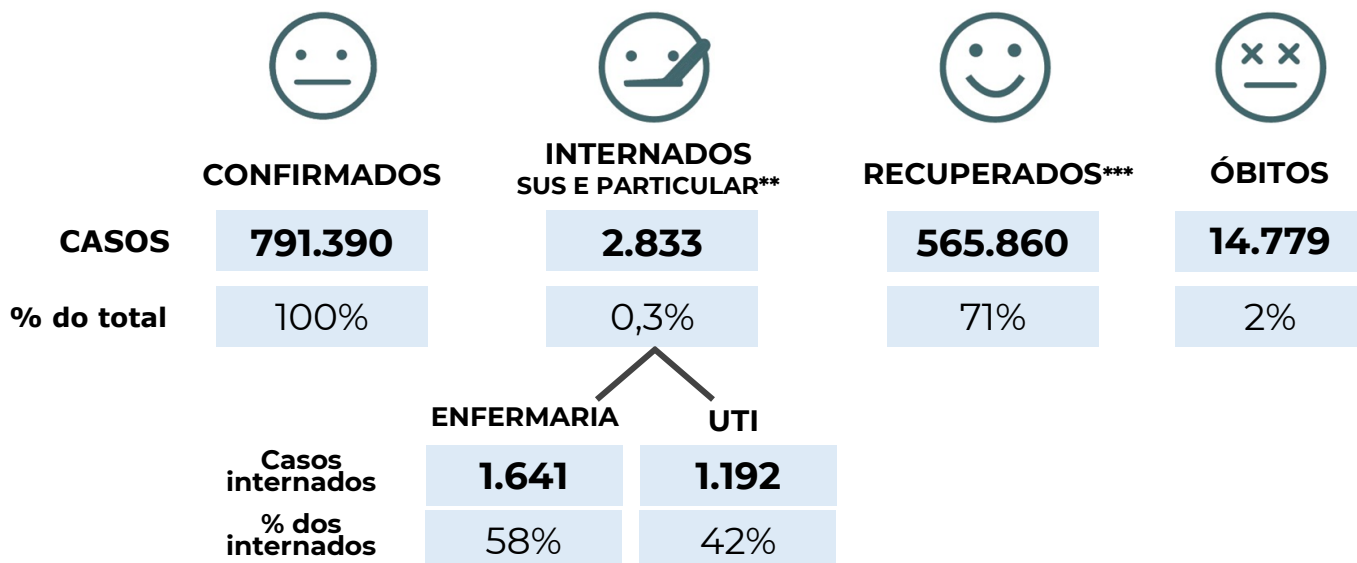 CONFIRMADOS
INTERNADOS
SUS E PARTICULAR**
RECUPERADOS***
ÓBITOS
CASOS 791.390 2.833 565.860 14.779
% do total 100% 0,3% 71% 2%
ENFERMARIA UTI
Casos
internados
1.641 1.192
% dos
internados
58% 42%